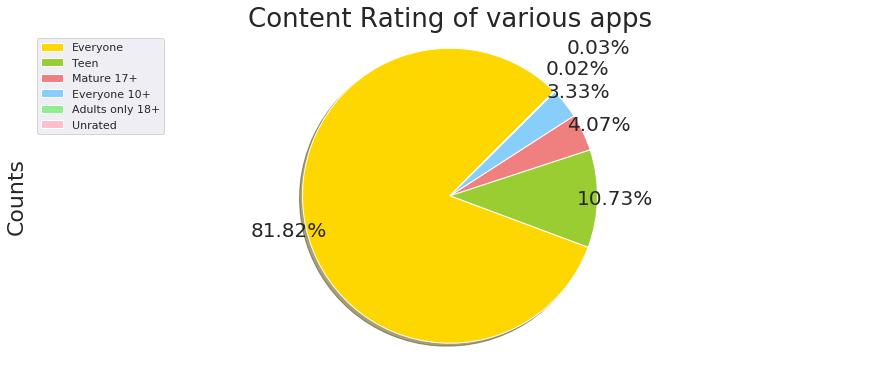 Content Rating of various apps
Everyone
Teen
Mature 17+
Everyone 10+
Adults only 18+
Unrated
0.03%
0.02%
3.33%
4.07%
10.73%
81.82%
Counts